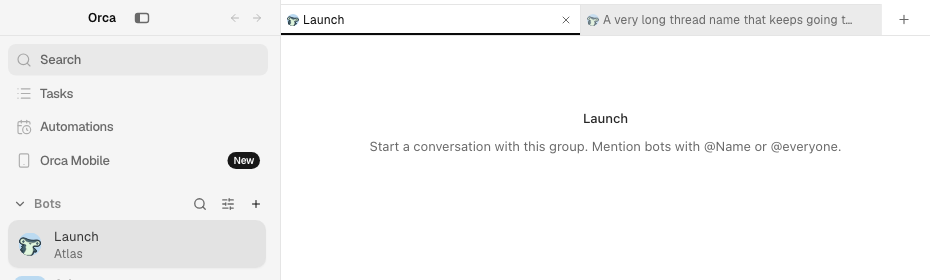 Orca
Launch
A very long thread name that keeps going t...
Search
Tasks
Automations
Orca Mobile
New
Bots
Launch
Atlas
Launch
Start a conversation with this group. Mention bots with @Name or @everyone.